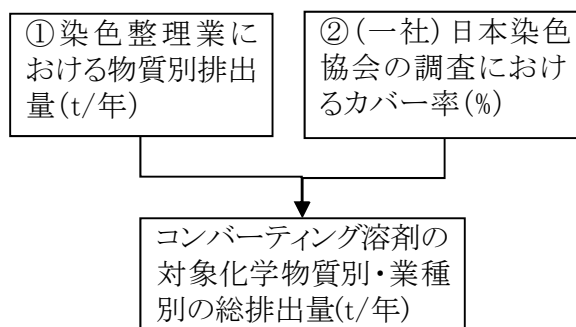 ①染色整理業に
おける物質別排出
量(t/年)
②(一社)日本染色
協会の調査におけ
るカバー率(%)
コンバーティング溶剤の
対象化学物質別・業種
別の総排出量(t/年)